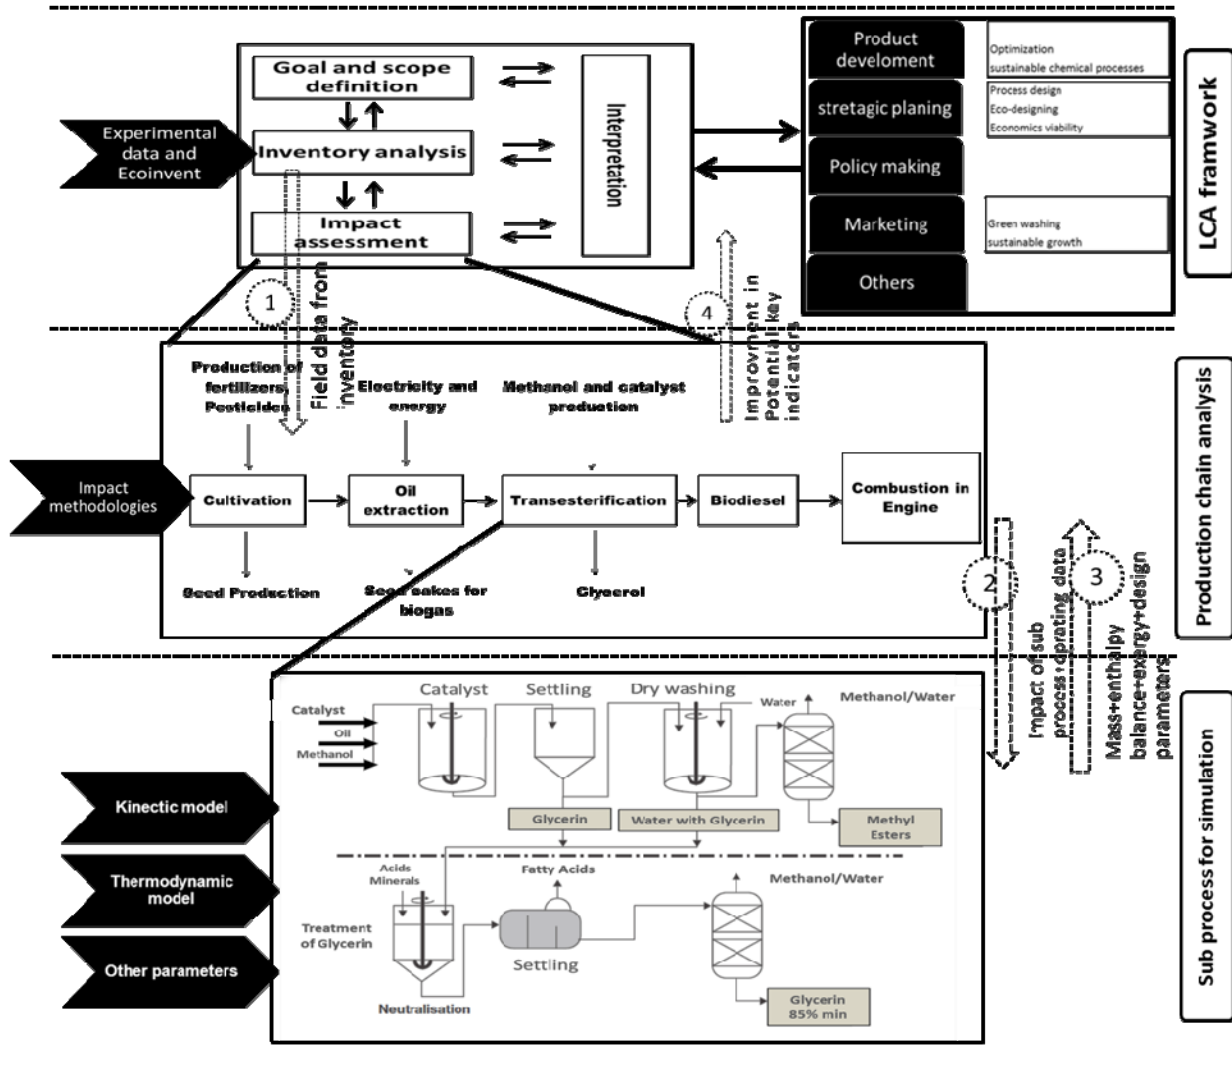 Goal and scope
definition
Inventory analysis
Impact
assessment
Interpretation
Experimental
data and
Ecoinvent
Product
develoment
stretagic planing
Policy making
Marketing
Others
Optimization
sustainable chemical processes
Process design
Eco-designing
Economics viability
Green washing
sustainable growth
LCA framwork
1
Field data from
inventory
4
Improvment in
Potential key
indicators
Production of
fertilizers,
Pesticides
Electricity and
energy
Methanol and catalyst
production
Impact
methodologies
Cultivation
Oil
extraction
Transesterification
Biodiesel
Combustion in
Engine
Seed Production
Seed cakes for
biogas
Glycerol
Production chain analysis
2
Impact of sub
process+oprating data
3
Mass+enthalpy
balance+exergy+design
parameters
Catalyst
Settling
Dry washing
Water
Methanol/Water
Catalyst
Oil
Methanol
Glycerin
Water with Glycerin
Methyl
Esters
Kinectic model
Thermodynamic
model
Other parameters
Acids
Minerals
Fatty Acids
Methanol/Water
Treatment
of Glycerin
Settling
Neutralisation
Glycerin
85% min
Sub process for simulation